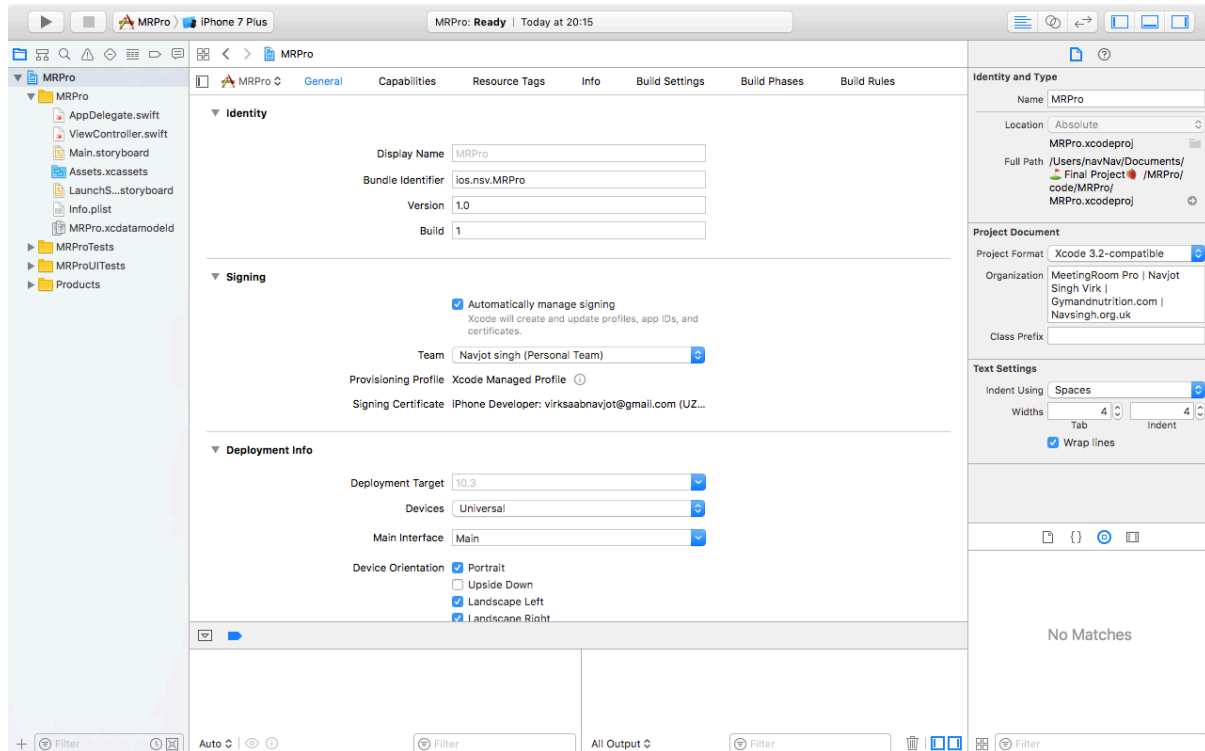 MRPro iPhone 7 Plus
MRPro: Ready | Today at 20:15
MRPro
MRPro
AppDelegate.swift
ViewController.swift
Main.storyboard
Assets.xcassets
LaunchS...storyboard
Info.plist
MRPro.xcdatamodeld
MRProTests
MRProUITests
Products
Filter
MRPro
MRPro General Capabilities Resource Tags Info Build Settings Build Phases Build Rules
Identity
Display Name MRPro
Bundle Identifier ios.nsv.MRPro
Version 1.0
Build 1
Signing
Automatically manage signing
Xcode will create and update profiles, app IDs, and
certificates.
Team Navjot singh (Personal Team)
Provisioning Profile Xcode Managed Profile
Signing Certificate iPhone Developer: virksaabnavjot@gmail.com (UZ...
Deployment Info
Deployment Target 10.3
Devices Universal
Main Interface Main
Device Orientation Portrait
Upside Down
Landscape Left
Landscape Right
Auto Filter
All Output Filter
Identity and Type
Name MRPro
Location Absolute
MRPro.xcodeproj
Full Path /Users/navNav/Documents/
⛳ Final Project🍓 /MRPro/
code/MRPro/
MRPro.xcodeproj
Project Document
Project Format Xcode 3.2-compatible
Organization MeetingRoom Pro | Navjot
Singh Virk |
Gymandnutrition.com |
Navsingh.org.uk
Class Prefix
Text Settings
Indent Using Spaces
Widths 4 4
Tab Indent
Wrap lines
{}
No Matches
Filter